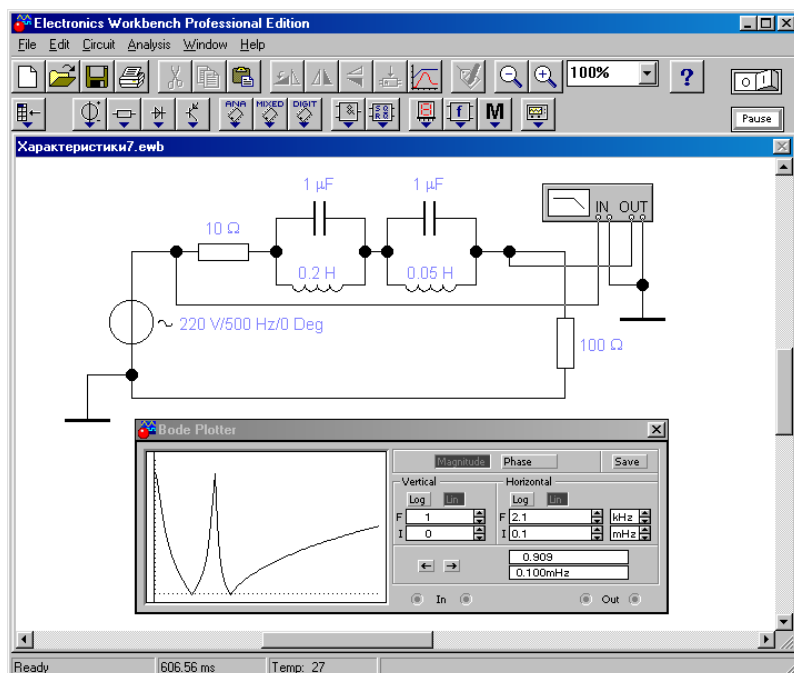 Electronics Workbench Professional Edition
File Edit Circuit Analysis Window Help
100%
?
O I
ANA MIXED DIGIT
&
f M
Pause
Характеристики7.ewb
1 µF 1 µF
IN OUT
10 Ω
0.2 H 0.05 H
220 V/500 Hz/0 Deg
100 Ω
Bode Plotter
Magnitude Phase Save
Vertical Horizontal
Log Lin Log Lin
F 1 F 2.1 kHz
I 0 I 0.1 mHz
0.909
0.100mHz
In Out
Ready 606.56 ms Temp: 27